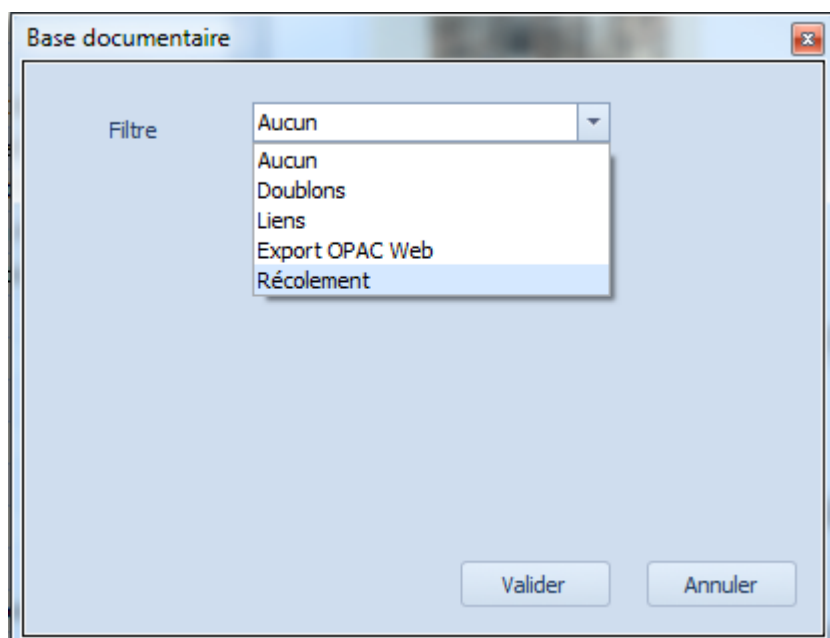 Base documentaire
Filtre
Aucun
Aucun
Doublons
Liens
Export OPAC Web
Récolement
Valider
Annuler